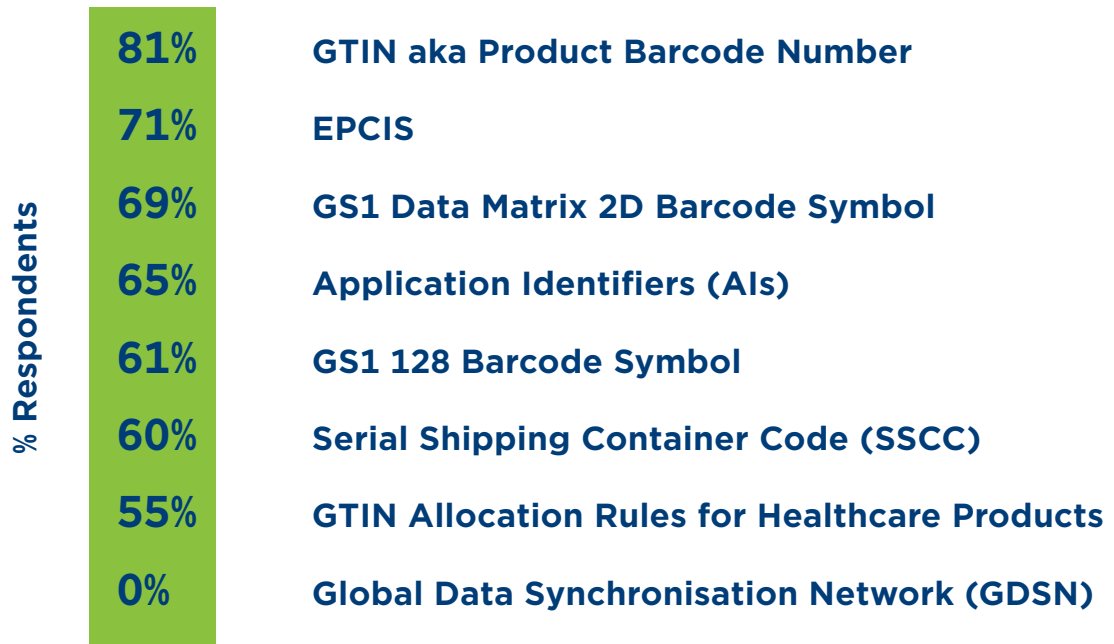 % Respondents
81% GTIN aka Product Barcode Number
71% EPCIS
69% GS1 Data Matrix 2D Barcode Symbol
65% Application Identifiers (AIs)
61% GS1 128 Barcode Symbol
60% Serial Shipping Container Code (SSCC)
55% GTIN Allocation Rules for Healthcare Products
0% Global Data Synchronisation Network (GDSN)